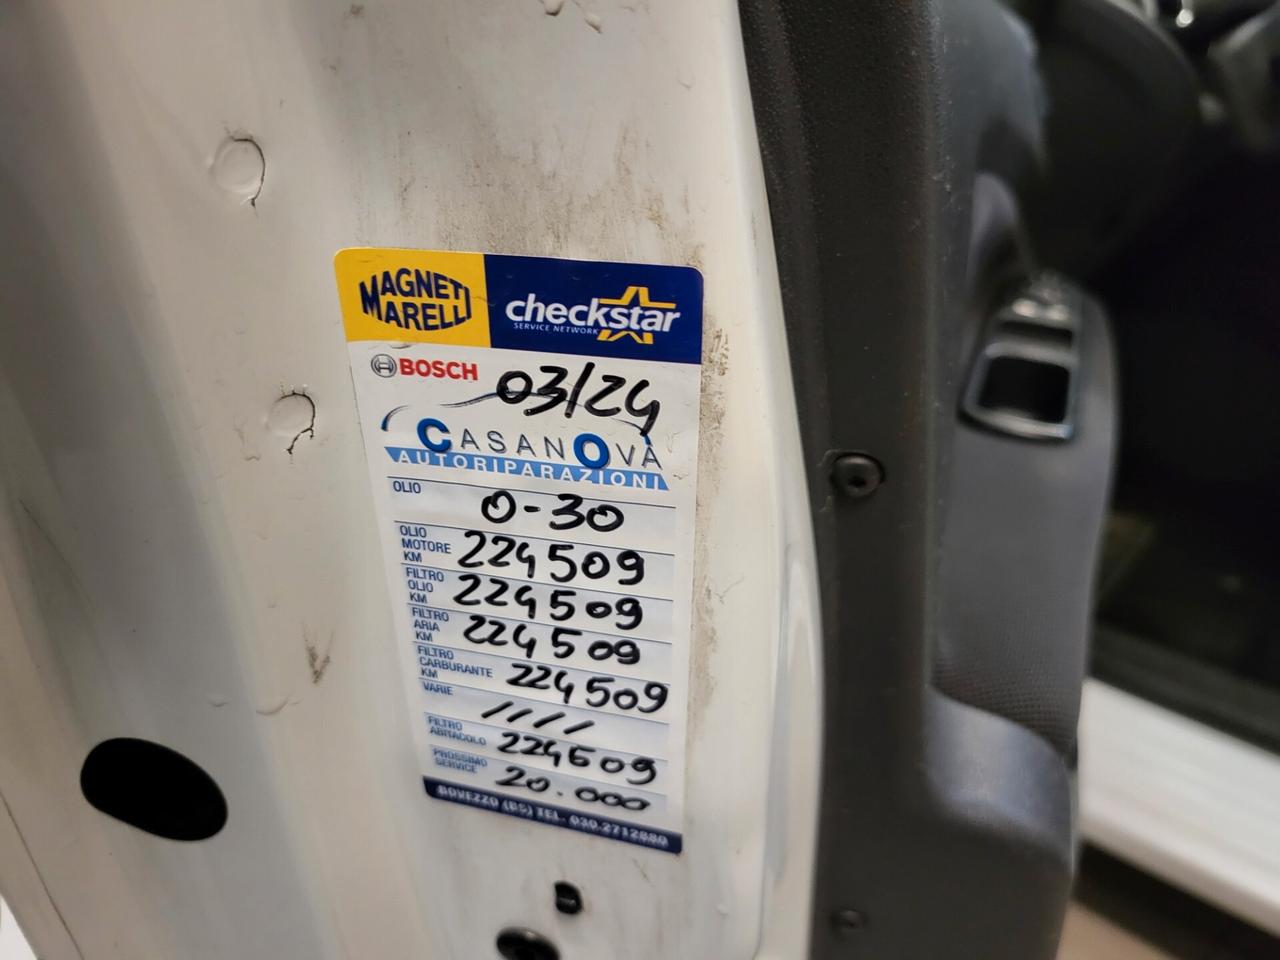 MAGNETI
MARELLI
checkstar
SERVICE NETWORK
BOSCH
03/24
CASANOVA
AUTORIPARAZIONI
OLIO 0-30
OLIO
MOTORE
KM 224509
FILTRO
OLIO
KM 224509
FILTRO
ARIA
KM 224509
FILTRO
CARBURANTE
KM 224509
VARIE /////
FILTRO
ABITACOLO 224509
PROSSIMO
SERVICE 20.000
BOVEZZO (BS) TEL. 030.2712880